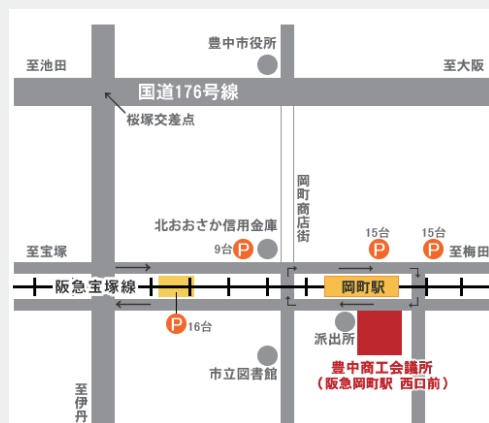 豊中市役所
至池田
至大阪
国道176号線
桜塚交差点
岡町商店街
北おおさか信用金庫
9台
P
15台
P
15台
P
至宝塚
至梅田
阪急宝塚線
岡町駅
P
16台
派出所
市立図書館
豊中商工会議所
(阪急岡町駅 西口前)
至伊丹